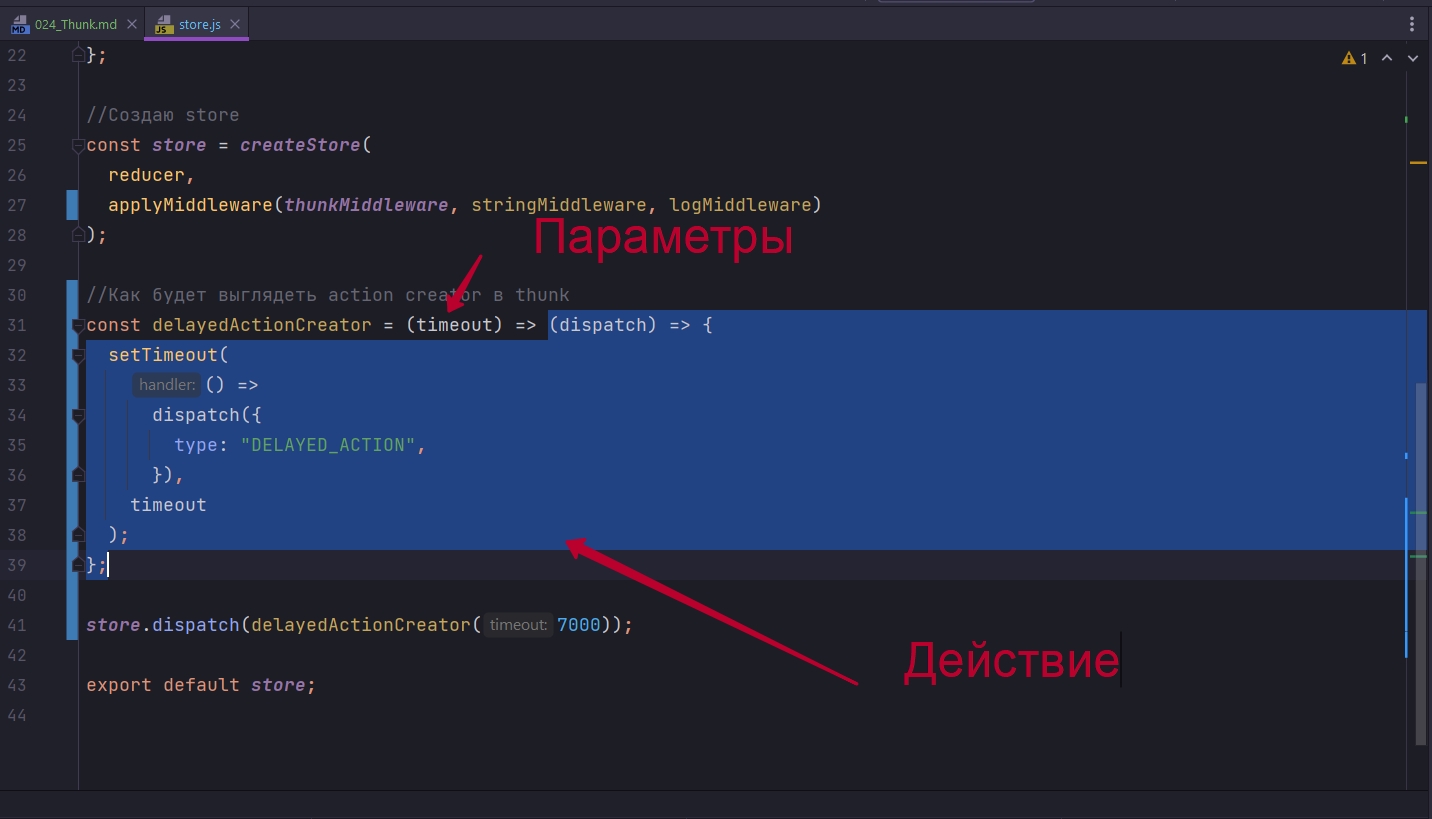 024_Thunk.md
store.js
1
22 };
23
24 //Создаю store
25 const store = createStore(
26 reducer,
27 applyMiddleware(thunkMiddleware, stringMiddleware, logMiddleware)
28 );
Параметры
29
30 //Как будет выглядеть action creator в thunk
31 const delayedActionCreator = (timeout) => (dispatch) => {
32 setTimeout(
33 handler: () =>
34 dispatch({
35 type: "DELAYED_ACTION",
36 }),
37 timeout
38 );
39 };
40
41 store.dispatch(delayedActionCreator( timeout: 7000));
42
Действие
43 export default store;
44